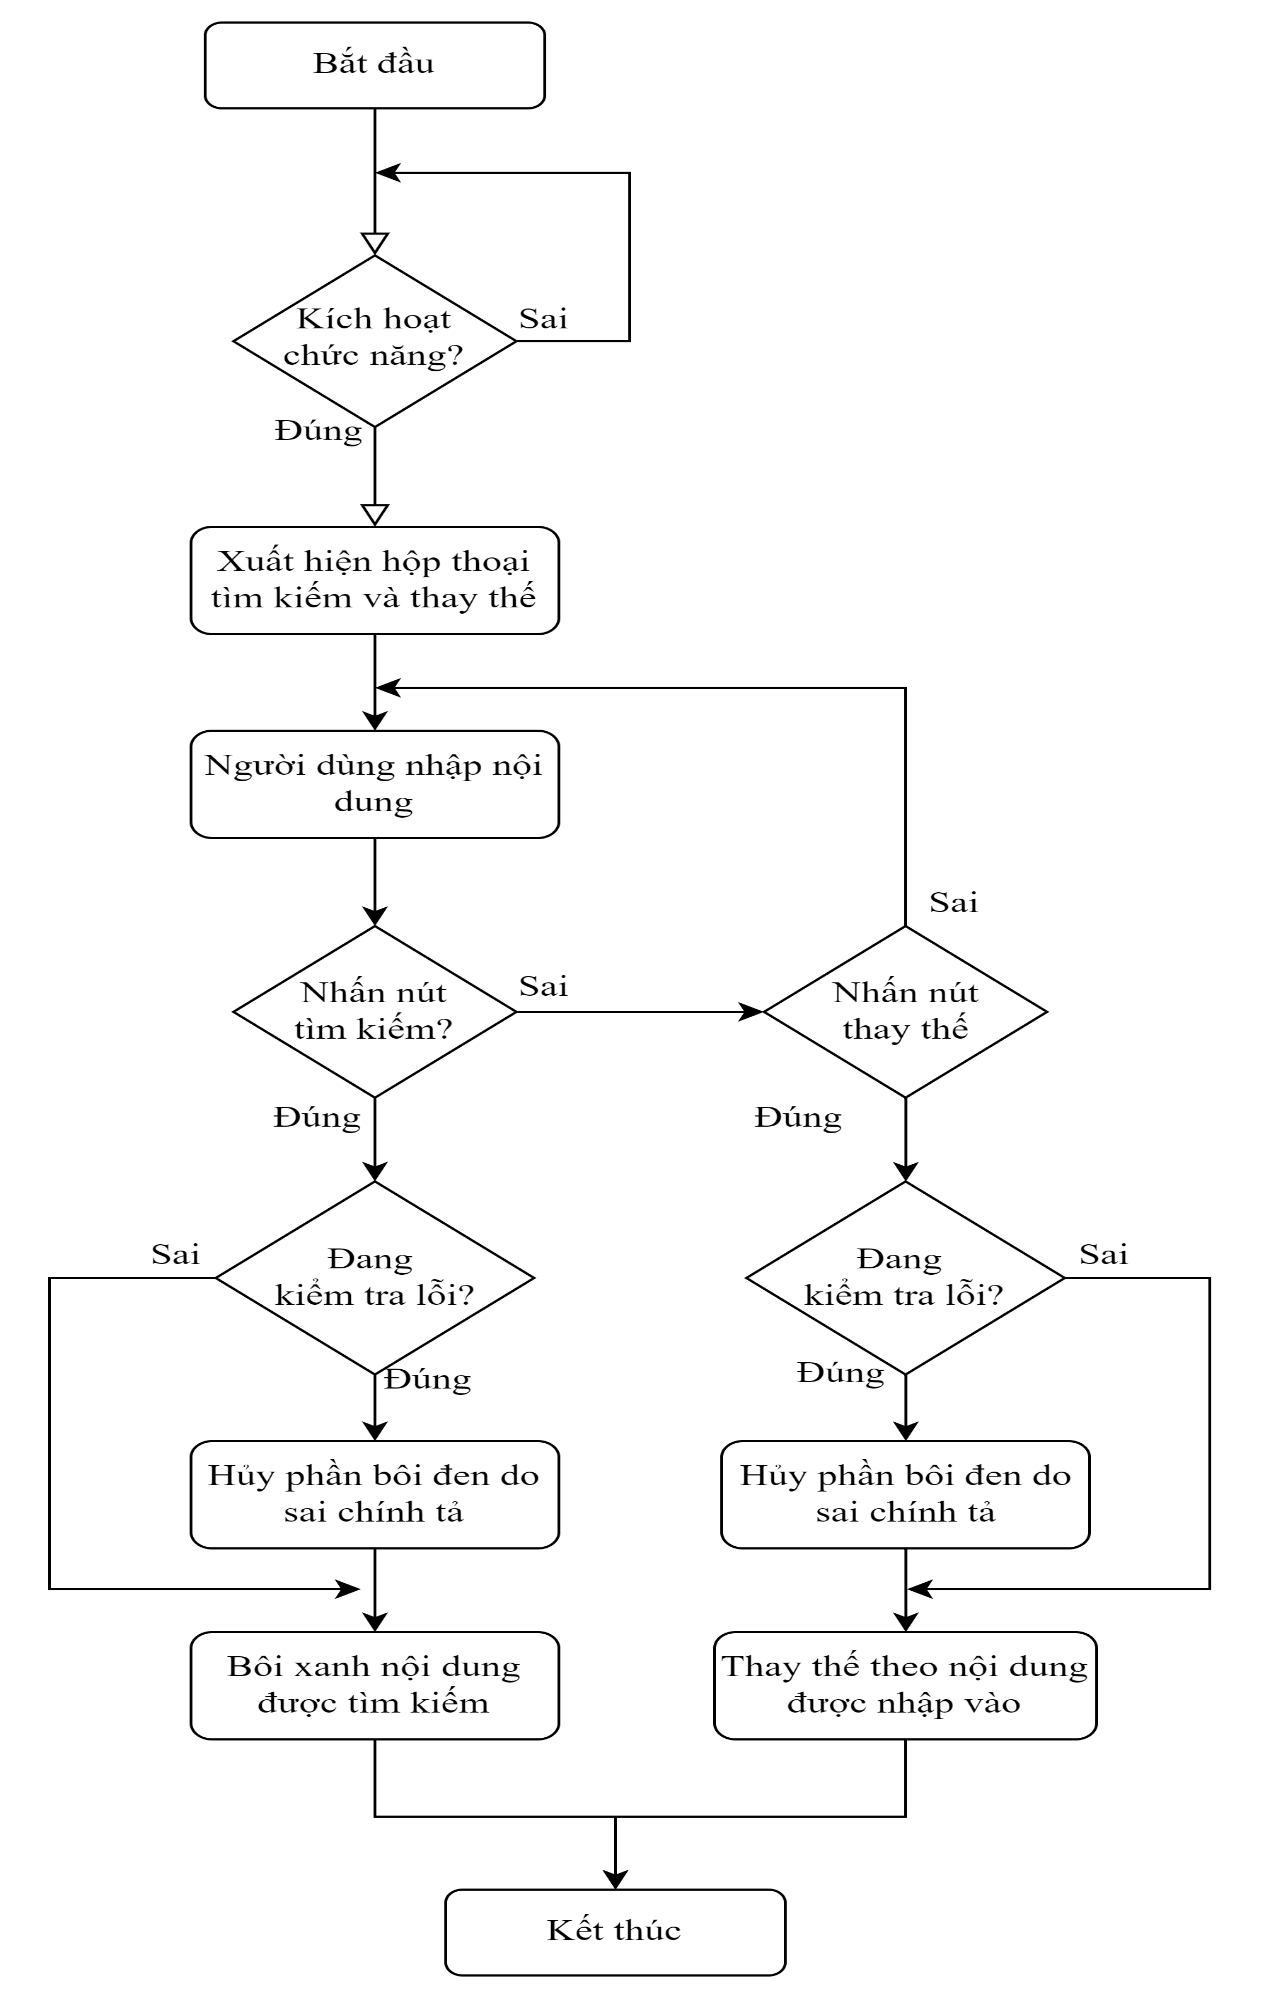 Bắt đầu
Kích hoạt
chức năng?
Sai
Đúng
Xuất hiện hộp thoại
tìm kiếm và thay thế
Người dùng nhập nội
dung
Sai
Nhấn nút
tìm kiếm?
Sai
Nhấn nút
thay thế
Đúng
Đúng
Sai
Đang
kiểm tra lỗi?
Đang
kiểm tra lỗi?
Sai
Đúng
Đúng
Hủy phần bôi đen do
sai chính tả
Hủy phần bôi đen do
sai chính tả
Bôi xanh nội dung
được tìm kiếm
Thay thế theo nội dung
được nhập vào
Kết thúc